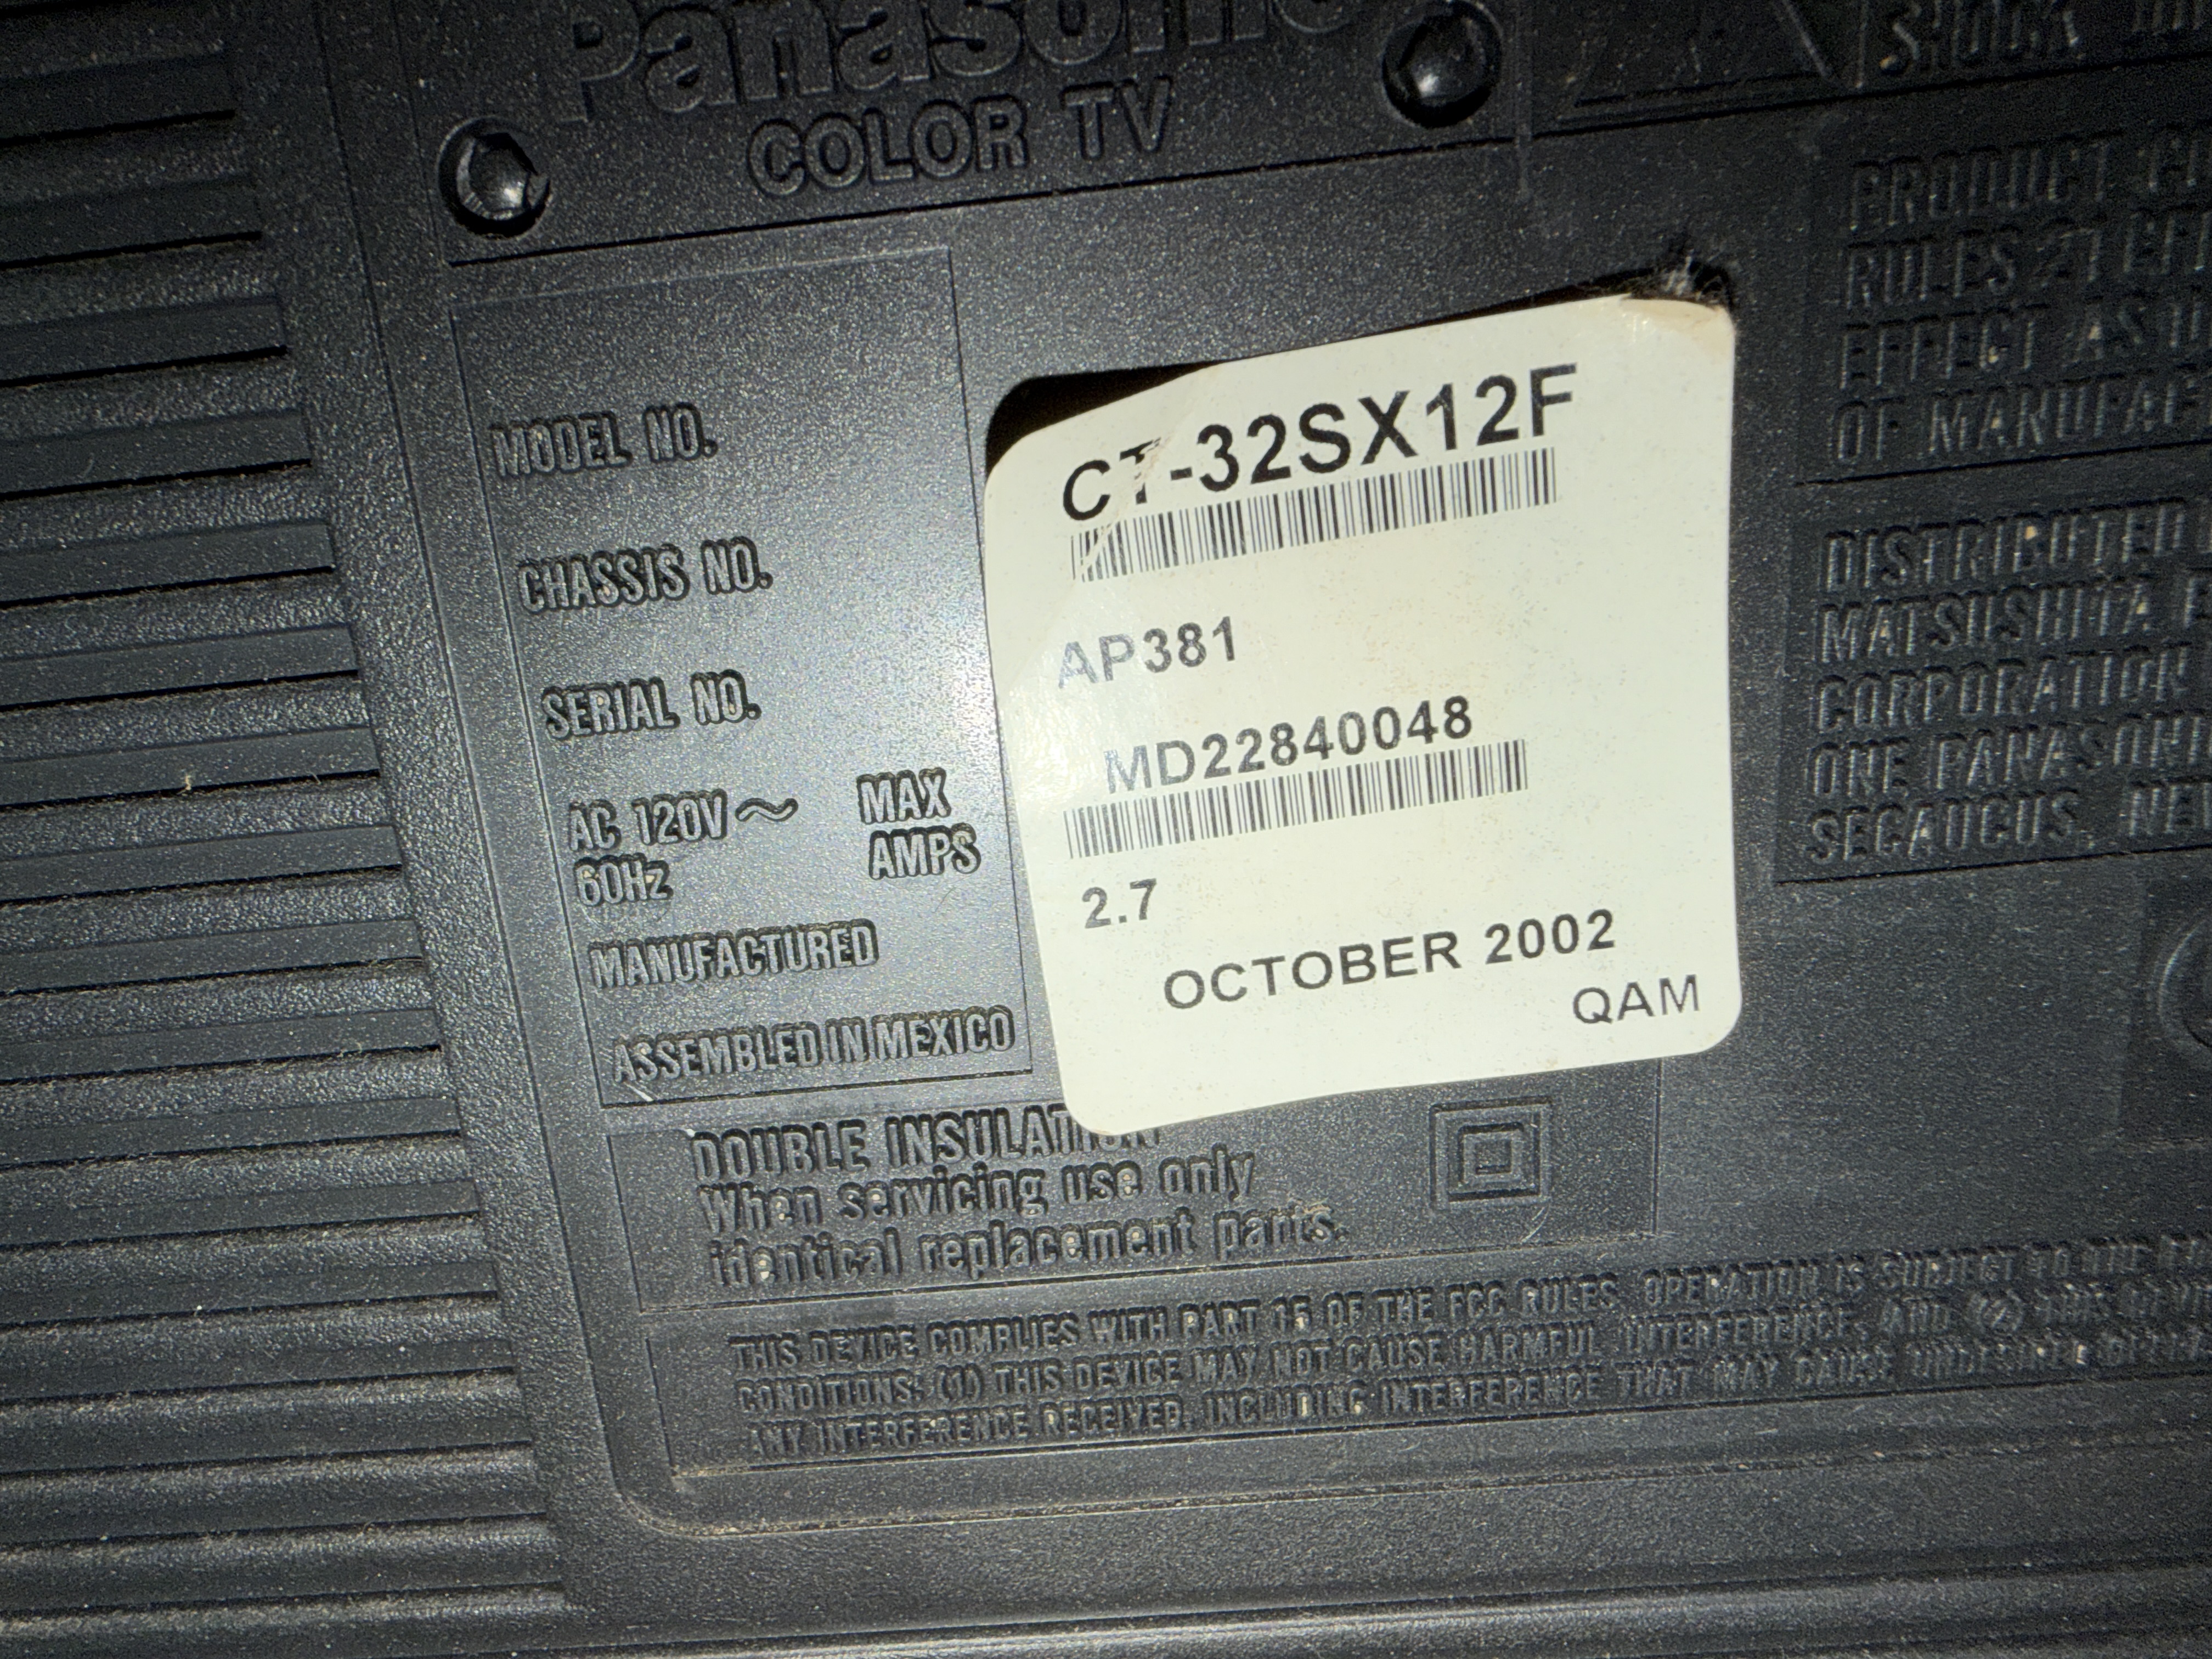 Panasonic
COLOR TV
SHOCK
MODEL NO.
CT-32SX12F
CHASSIS NO.
AP381
SERIAL NO.
MD22840048
AC 120V~ MAX
60Hz AMPS
2.7
MANUFACTURED
OCTOBER 2002
ASSEMBLED IN MEXICO
QAM
DOUBLE INSULATION
When servicing use only
identical replacement parts.
THIS DEVICE COMPLIES WITH PART 15 OF THE FCC RULES. OPERATION IS SUBJECT TO THE
CONDITIONS: (1) THIS DEVICE MAY NOT CAUSE HARMFUL INTERFERENCE, AND (2) THIS
ANY INTERFERENCE RECEIVED, INCLUDING INTERFERENCE THAT MAY CAUSE UNDESIRED
PRODUCT
RULES 21
EFFECT AS
OF
DISTRIBUTED
MATSUSHITA
CORPORATION
ONE
SECAUCUS,